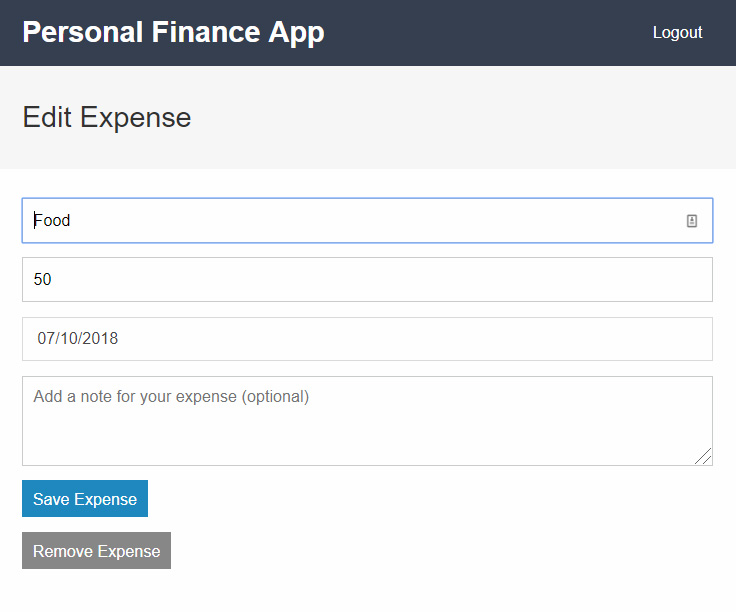 Personal Finance App
Logout
Edit Expense
Food
50
07/10/2018
Add a note for your expense (optional)
Save Expense
Remove Expense